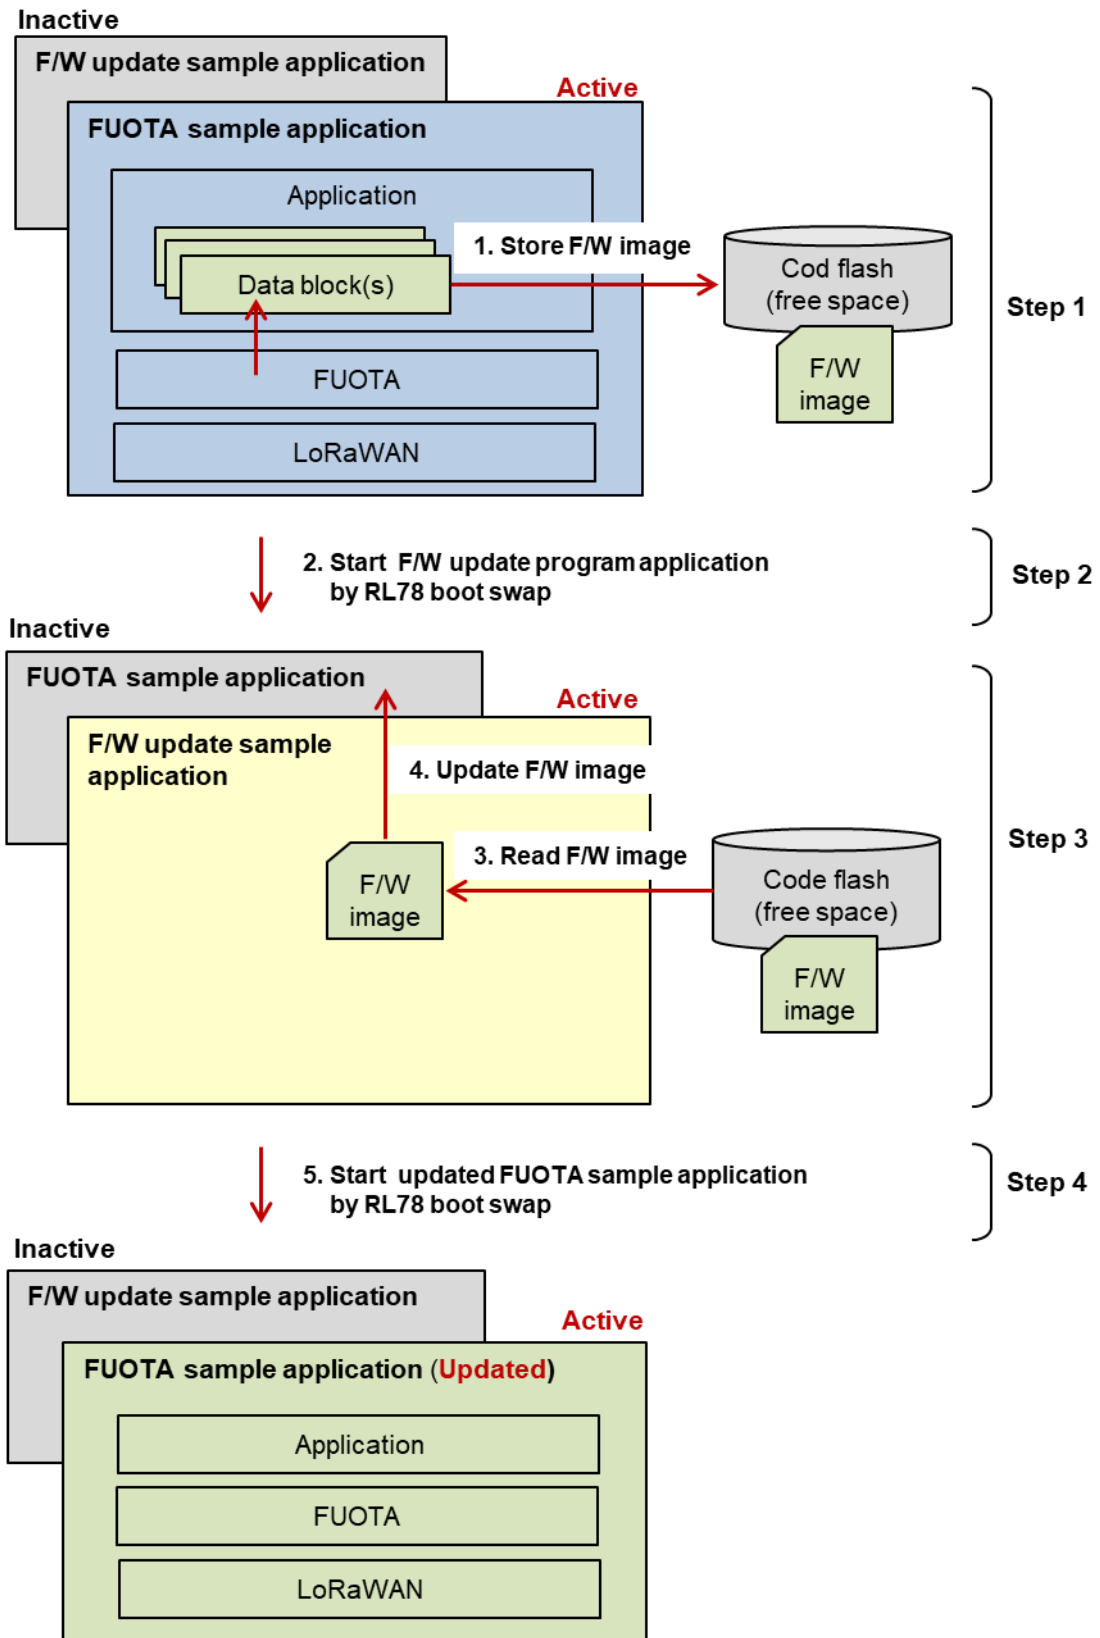 Inactive
F/W update sample application
Active
FUOTA sample application
Application
1. Store F/W image
Data block(s)
Cod flash
(free space)
Step 1
F/W
image
FUOTA
LoRaWAN
2. Start F/W update program application
by RL78 boot swap
Step 2
Inactive
FUOTA sample application
Active
F/W update sample
application
4. Update F/W image
3. Read F/W image
F/W
image
Code flash
(free space)
F/W
image
Step 3
5. Start updated FUOTA sample application
by RL78 boot swap
Step 4
Inactive
F/W update sample application
Active
FUOTA sample application (Updated)
Application
FUOTA
LoRaWAN